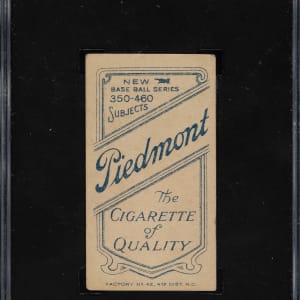 NEW
BASE BALL SERIES
350-460
SUBJECTS
Piedmont
The
CIGARETTE
of
QUALITY
FACTORY NO 42, 4TH DIST. N.C.